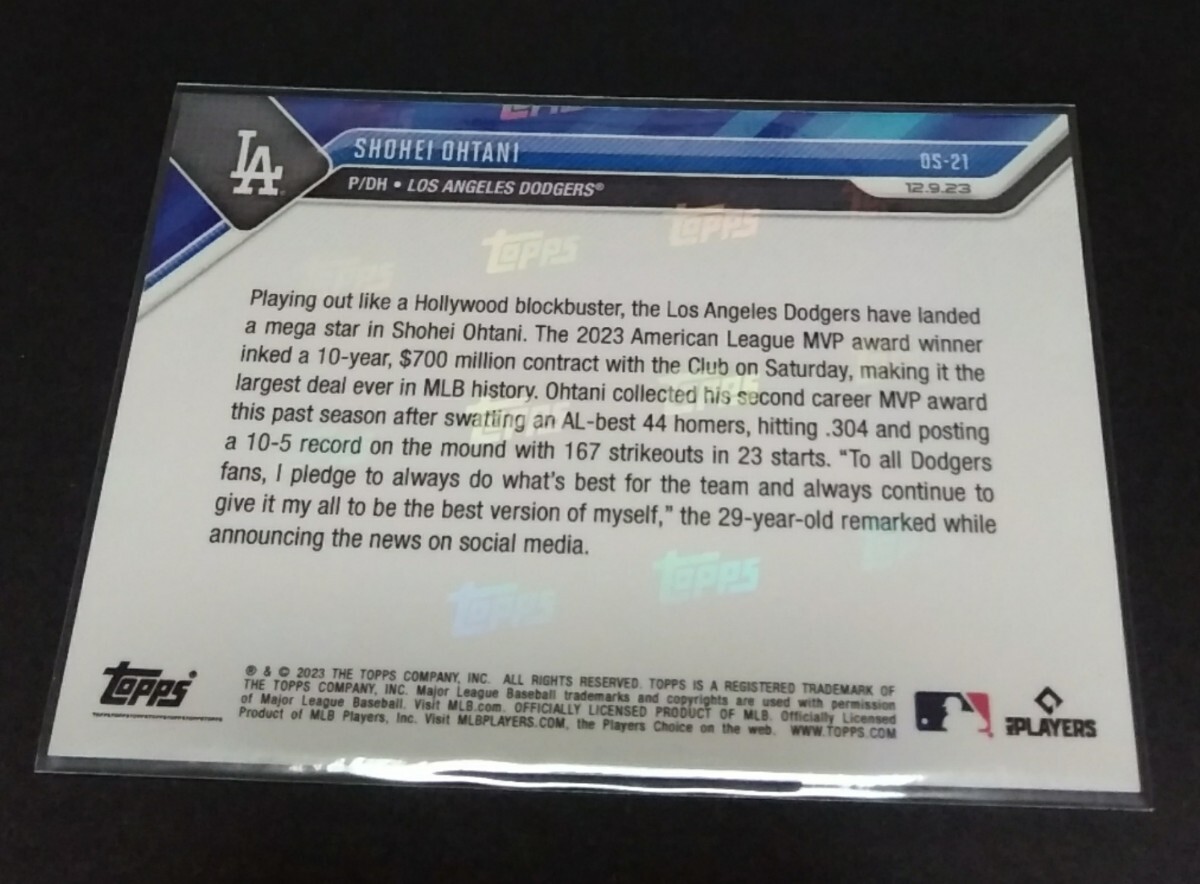 LA
SHOHEI OHTANI
OS-21
P/DH • LOS ANGELES DODGERS®
12.9.23
Topps
Topps
Topps
Playing out like a Hollywood blockbuster, the Los Angeles Dodgers have landed
a mega star in Shohei Ohtani. The 2023 American League MVP award winner
inked a 10-year, $700 million contract with the Club on Saturday, making it the
largest deal ever in MLB history. Ohtani collected his second career MVP award
this past season after swatting an AL-best 44 homers, hitting .304 and posting
a 10-5 record on the mound with 167 strikeouts in 23 starts. “To all Dodgers
fans, I pledge to always do what’s best for the team and always continue to
give it my all to be the best version of myself,” the 29-year-old remarked while
announcing the news on social media.
Topps
Topps
Topps
® & © 2023 THE TOPPS COMPANY, INC. ALL RIGHTS RESERVED. TOPPS IS A REGISTERED TRADEMARK OF
THE TOPPS COMPANY, INC. Major League Baseball trademarks and copyrights are used with permission
of Major League Baseball. Visit MLB.com. OFFICIALLY LICENSED PRODUCT OF MLB. Officially Licensed
Product of MLB Players, Inc. Visit MLBPLAYERS.COM, the Players Choice on the web. WWW.TOPPS.COM
PLAYERS